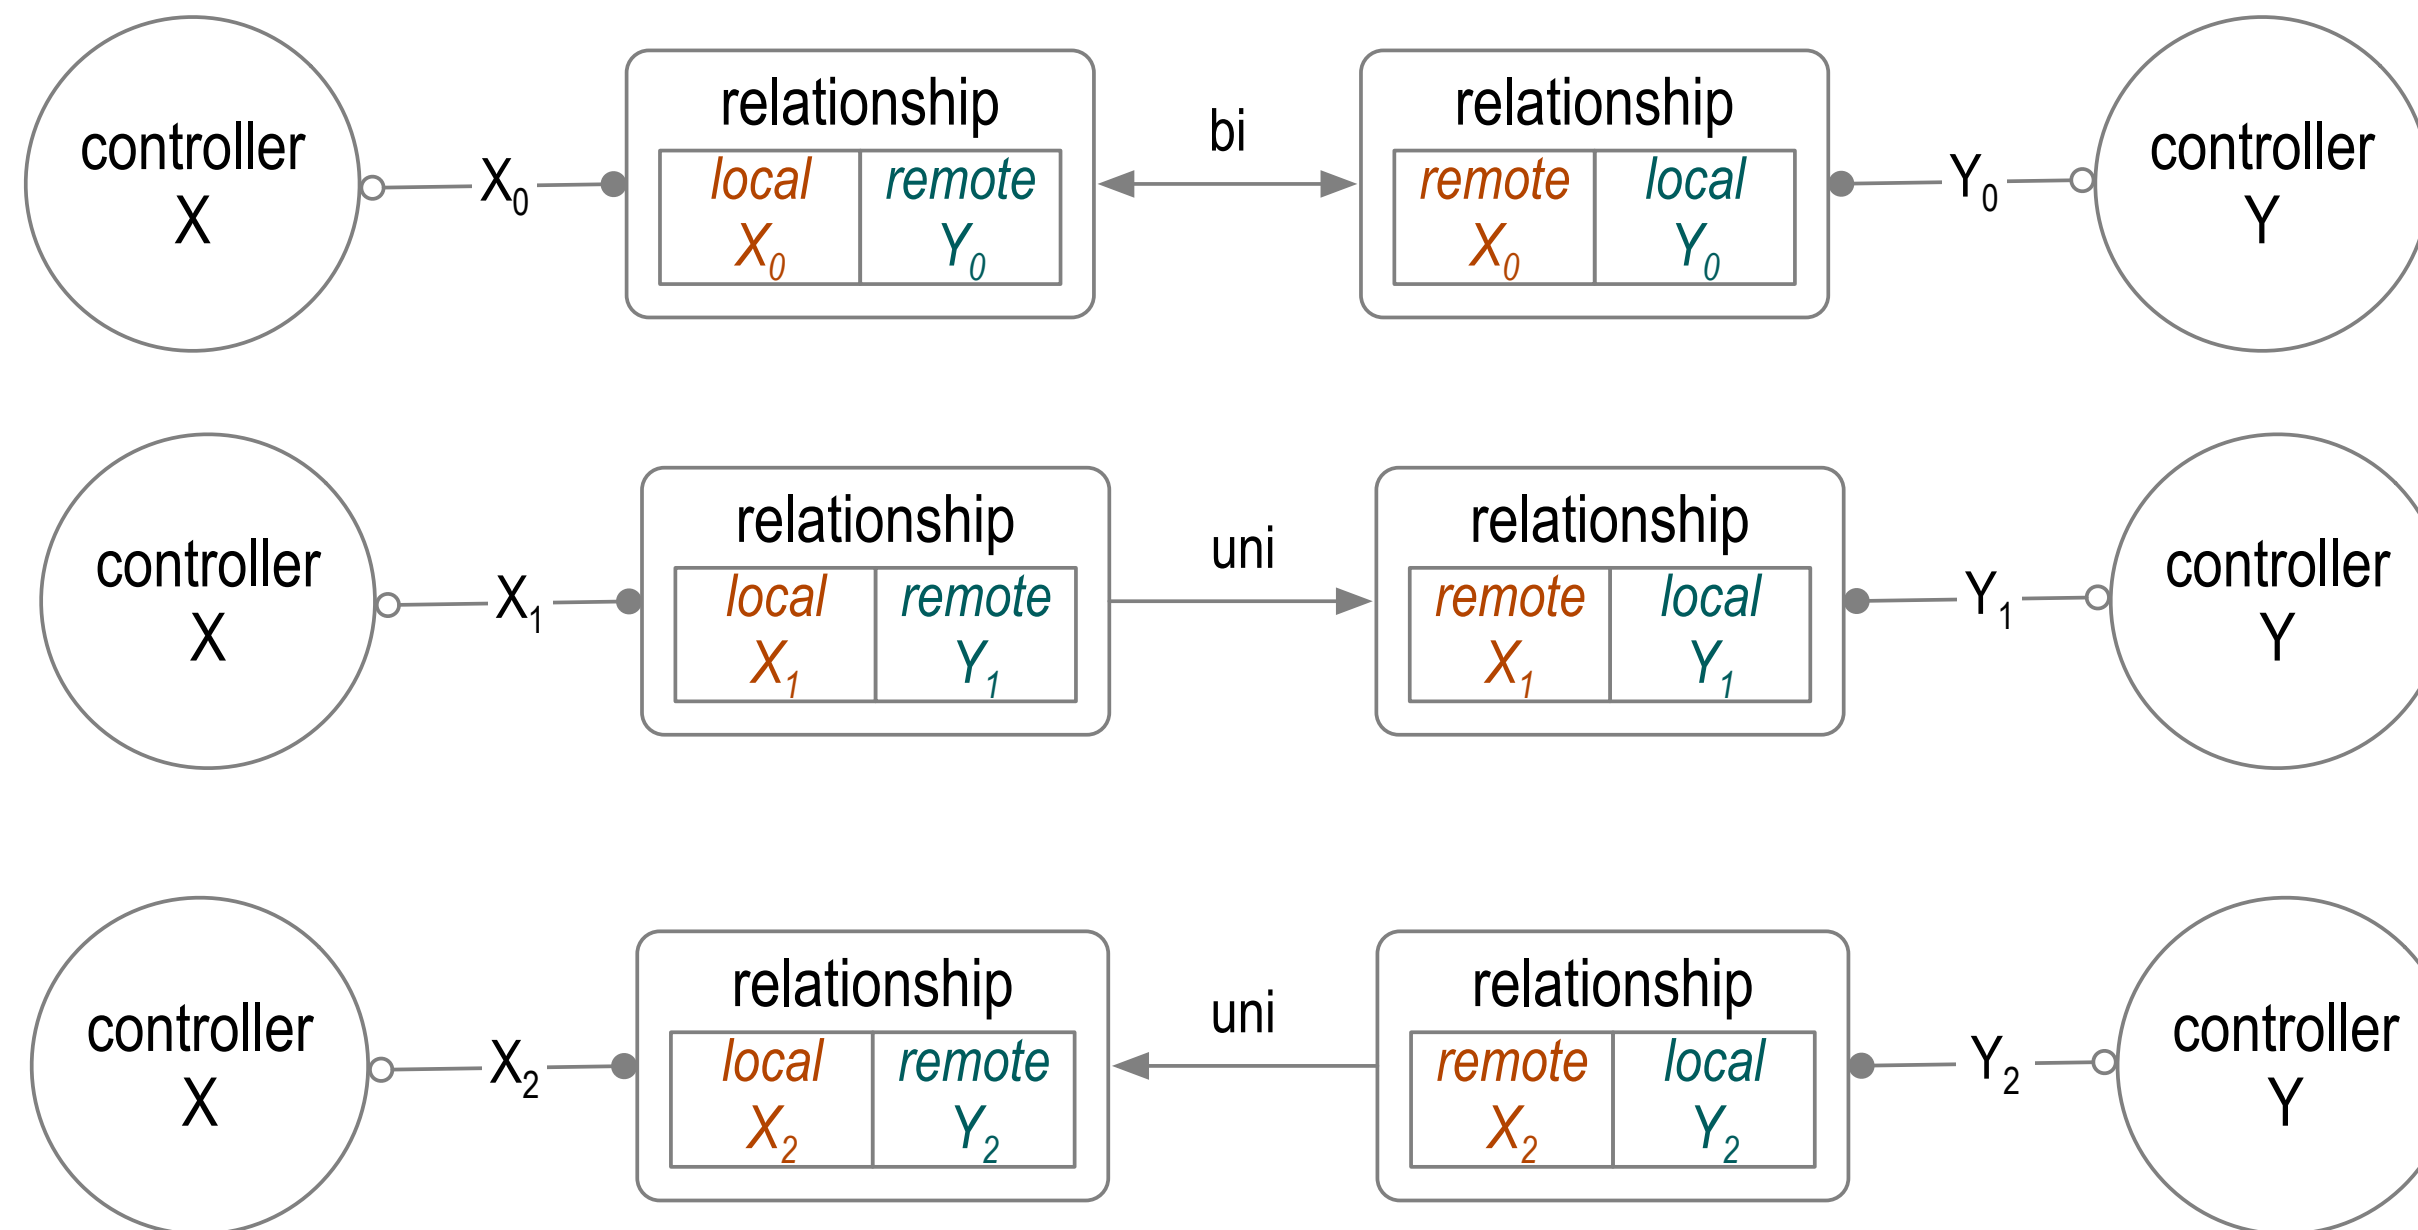 controller
X
X₀
relationship
local remote
X₀ Y₀
bi
relationship
remote local
X₀ Y₀
Y₀
controller
Y
controller
X
X₁
relationship
local remote
X₁ Y₁
uni
relationship
remote local
X₁ Y₁
Y₁
controller
Y
controller
X
X₂
relationship
local remote
X₂ Y₂
uni
relationship
remote local
X₂ Y₂
Y₂
controller
Y